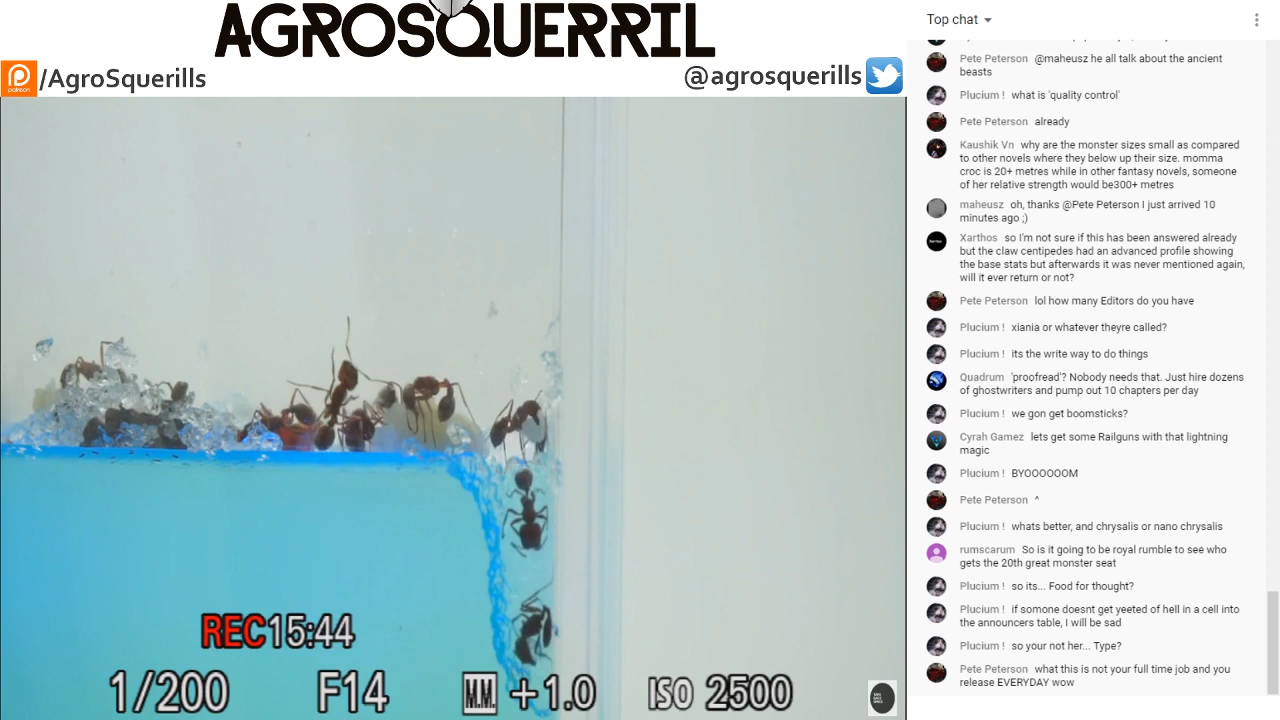 AGROSQUERRIL
/AgroSquerills
@agrosquerills
REC15:44
1/200 F14 M.M. +1.0 ISO 2500
Top chat
Pete Peterson @maheusz he all talk about the ancient
beasts
Plucium ! what is 'quality control'
Pete Peterson already
Kaushik Vn why are the monster sizes small as compared
to other novels where they below up their size. momma
croc is 20+ metres while in other fantasy novels, someone
of her relative strength would be300+ metres
maheusz oh, thanks @Pete Peterson I just arrived 10
minutes ago ;)
Xarthos so I'm not sure if this has been answered already
but the claw centipedes had an advanced profile showing
the base stats but afterwards it was never mentioned again,
will it ever return or not?
Pete Peterson lol how many Editors do you have
Plucium ! xiania or whatever theyre called?
Plucium ! its the write way to do things
Quadrum 'proofread'? Nobody needs that. Just hire dozens
of ghostwriters and pump out 10 chapters per day
Plucium ! we gon get boomsticks?
Cyrah Gamez lets get some Railguns with that lightning
magic
Plucium ! BYOOOOOOM
Pete Peterson ^
Plucium ! whats better, and chrysalis or nano chrysalis
rumscarum So is it going to be royal rumble to see who
gets the 20th great monster seat
Plucium ! so its... Food for thought?
Plucium ! if somone doesnt get yeeted of hell in a cell into
the announcers table, I will be sad
Plucium ! so your not her... Type?
Pete Peterson what this is not your full time job and you
release EVERYDAY wow